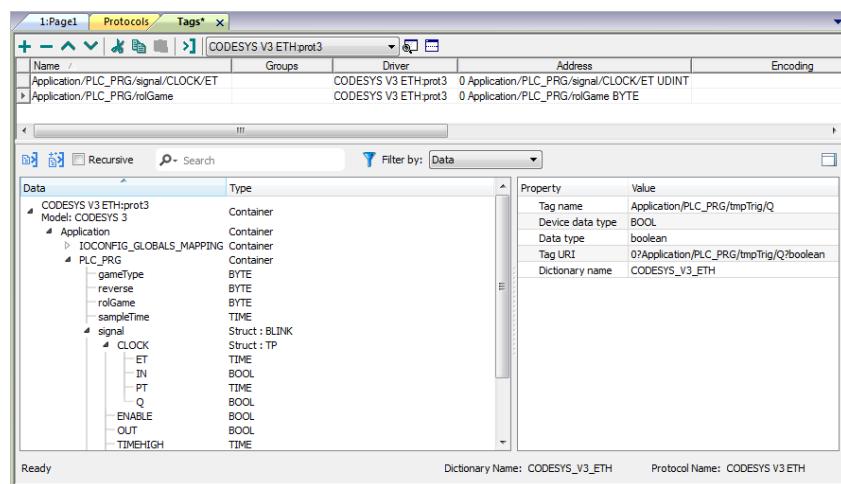 1:Page1 Protocols Tags* x
CODESYS V3 ETH:prot3
Name / Groups Driver Address Encoding
Application/PLC_PRG/signal/CLOCK/ET CODESYS V3 ETH:prot3 0 Application/PLC_PRG/signal/CLOCK/ET UDINT
Application/PLC_PRG/rolGame CODESYS V3 ETH:prot3 0 Application/PLC_PRG/rolGame BYTE
Recursive Search Filter by: Data
Data Type Property Value
CODESYS V3 ETH:prot3
Model: CODESYS 3 Container Tag name Application/PLC_PRG/tmpTrig/Q
Application Container Device data type BOOL
IOCONFIG_GLOBALS_MAPPING Container Data type boolean
PLC_PRG Container Tag URI 0?Application/PLC_PRG/tmpTrig/Q?boolean
gameType BYTE Dictionary name CODESYS_V3_ETH
reverse BYTE
rolGame BYTE
sampleTime TIME
signal Struct : BLINK
CLOCK Struct : TP
ET TIME
IN BOOL
PT TIME
Q BOOL
ENABLE BOOL
OUT BOOL
TIMEHIGH TIME
Ready Dictionary Name: CODESYS_V3_ETH Protocol Name: CODESYS V3 ETH